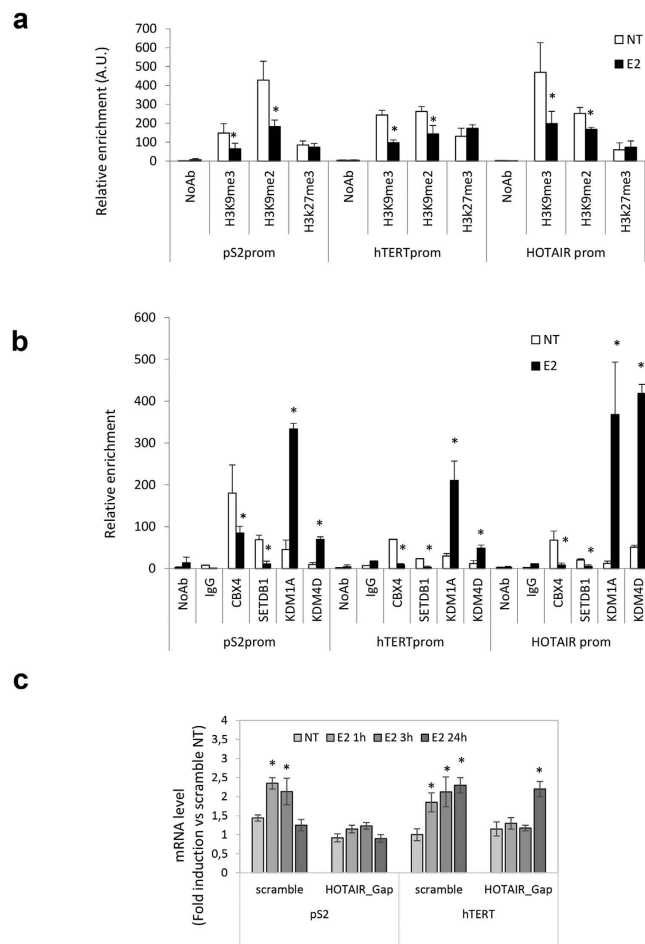 a
Relative enrichment (A.U.)
700
600
500
400
300
200
100
0
NT
E2
NoAb
H3K9me3
H3K9me2
H3k27me3
NoAb
H3K9me3
H3K9me2
H3K27me3
NoAb
H3K9me3
H3K9me2
H3k27me3
* * * * * *
pS2prom hTERTprom HOTAIR prom
b
Relative enrichment
600
500
400
300
200
100
0
NT
E2
* * * * * * * * * * * *
NoAb
IgG
CBX4
SETDB1
KDM1A
KDM4D
NoAb
IgG
CBX4
SETDB1
KDM1A
KDM4D
NoAb
IgG
CBX4
SETDB1
KDM1A
KDM4D
pS2prom hTERTprom HOTAIR prom
c
mRNA level
(Fold induction vs scramble NT)
4
3,5
3
2,5
2
1,5
1
0,5
0
NT E2 1h E2 3h E2 24h
* * * * * *
scramble HOTAIR_Gap scramble HOTAIR_Gap
pS2 hTERT